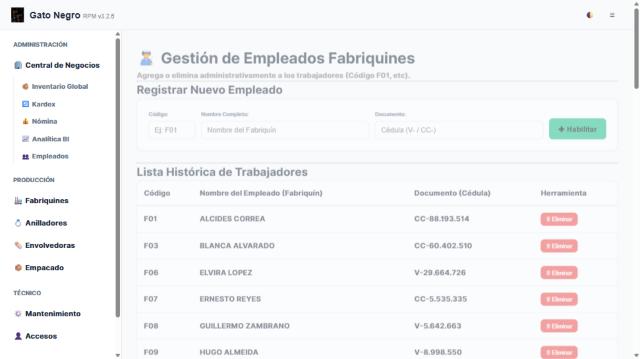 Gato Negro RPM v3.2.6
ADMINISTRACIÓN
Central de Negocios
Inventario Global
Kardex
Nómina
Analítica BI
Empleados
PRODUCCIÓN
Fabriquines
Anilladores
Envolvedoras
Empacado
TÉCNICO
Mantenimiento
Accesos
Gestión de Empleados Fabriquines
Agrega o elimina administrativamente a los trabajadores (Código F01, etc).
Registrar Nuevo Empleado
Código: Nombre Completo: Documento:
Ej: F01 Nombre del Fabriquín Cédula (V- / CC-) + Habilitar
Lista Histórica de Trabajadores
Código Nombre del Empleado (Fabriquín) Documento (Cédula) Herramienta
F01 ALCIDES CORREA CC-88.193.514 Eliminar
F03 BLANCA ALVARADO CC-60.402.510 Eliminar
F06 ELVIRA LOPEZ V-29.664.726 Eliminar
F07 ERNESTO REYES CC-5.535.335 Eliminar
F08 GUILLERMO ZAMBRANO V-5.642.663 Eliminar
F09 HUGO ALMEIDA V-8.998.550 Eliminar